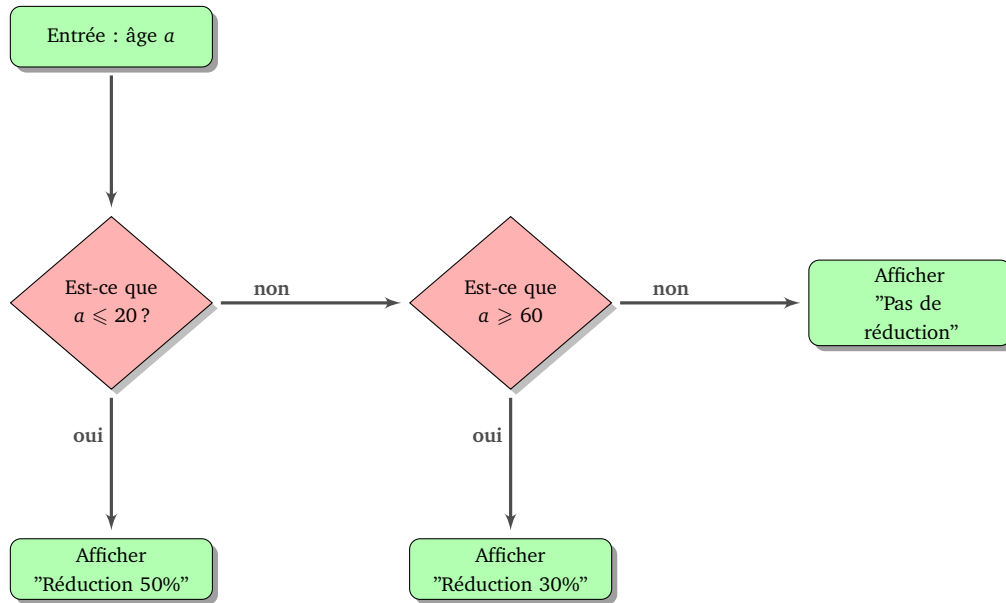 Entrée : âge a
Est-ce que
a ⩽ 20 ?
non
Est-ce que
a ⩾ 60
non
Afficher
”Pas de
réduction”
oui
oui
Afficher
”Réduction 50%”
Afficher
”Réduction 30%”